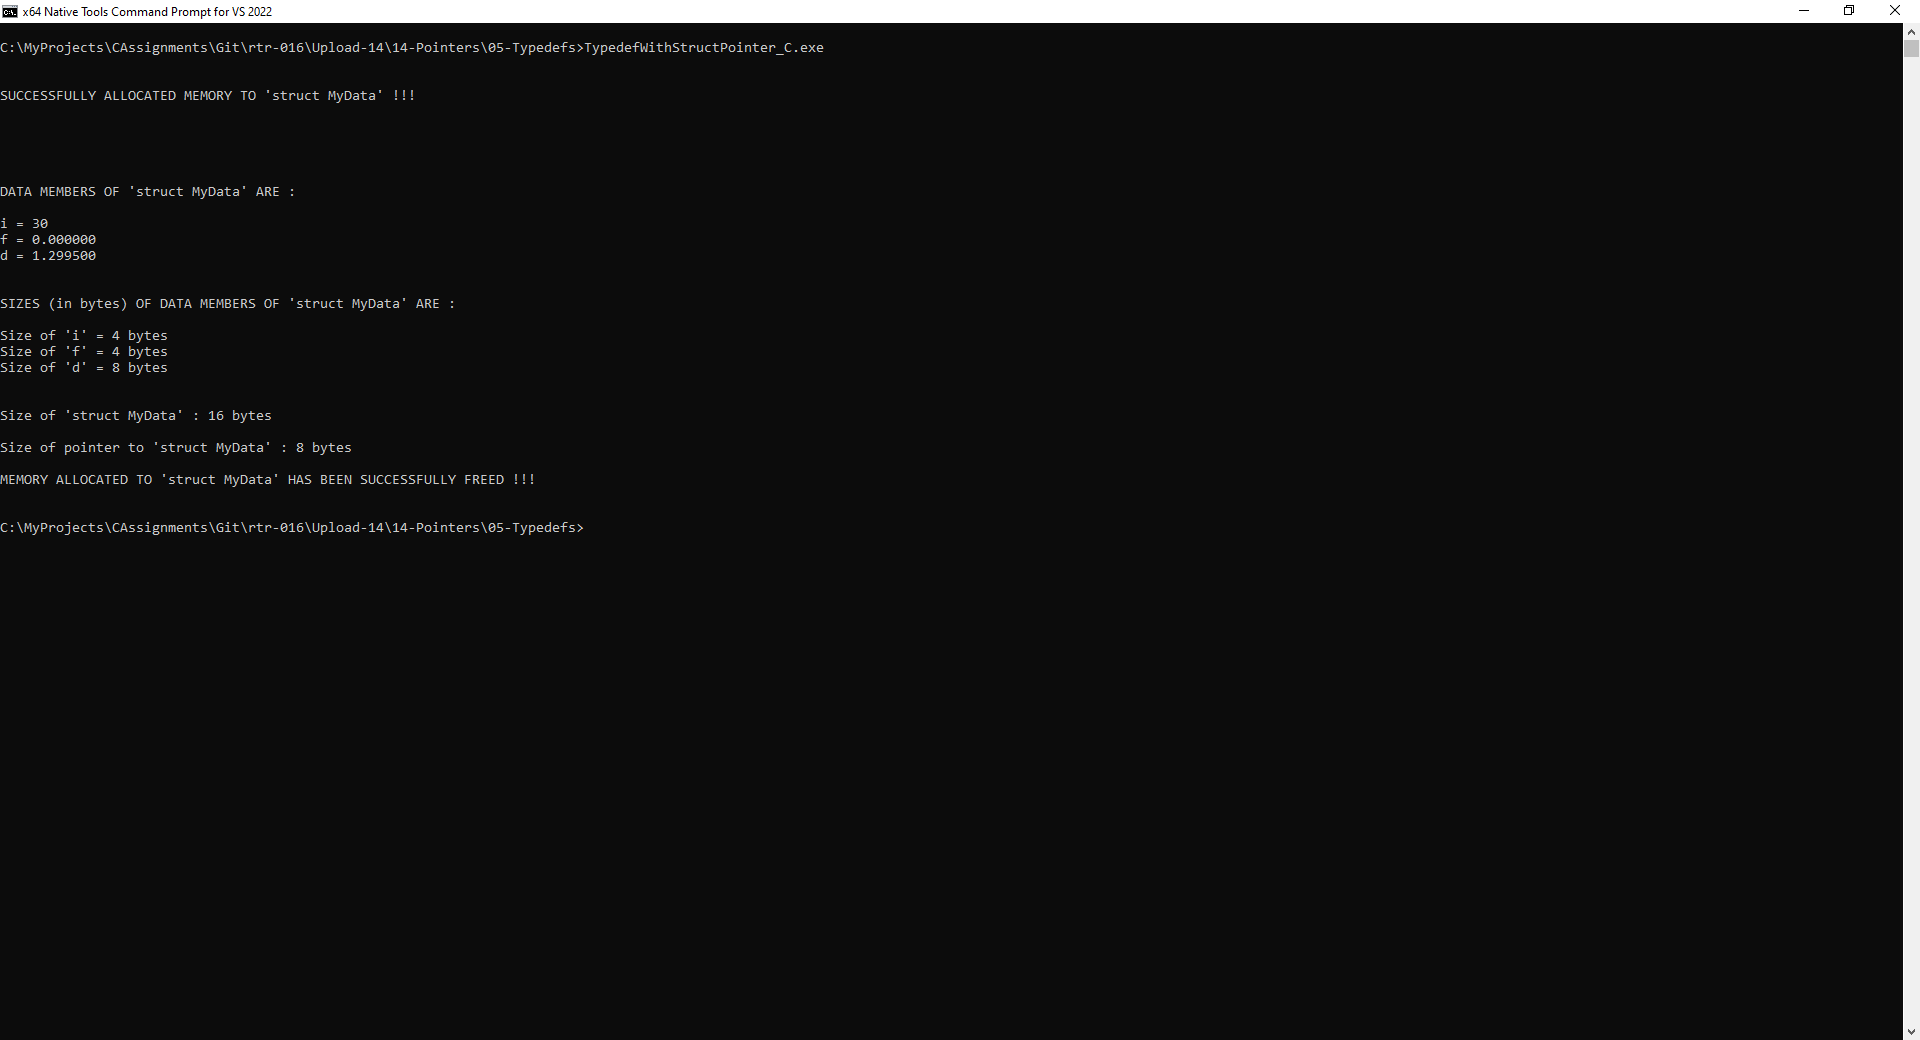 x64 Native Tools Command Prompt for VS 2022
C:\MyProjects\CAssignments\Git\rtr-016\Upload-14\14-Pointers\05-Typedefs>TypedefWithStructPointer_C.exe
SUCCESSFULLY ALLOCATED MEMORY TO 'struct MyData' !!!
DATA MEMBERS OF 'struct MyData' ARE :
i = 30
f = 0.000000
d = 1.299500
SIZES (in bytes) OF DATA MEMBERS OF 'struct MyData' ARE :
Size of 'i' = 4 bytes
Size of 'f' = 4 bytes
Size of 'd' = 8 bytes
Size of 'struct MyData' : 16 bytes
Size of pointer to 'struct MyData' : 8 bytes
MEMORY ALLOCATED TO 'struct MyData' HAS BEEN SUCCESSFULLY FREED !!!
C:\MyProjects\CAssignments\Git\rtr-016\Upload-14\14-Pointers\05-Typedefs>